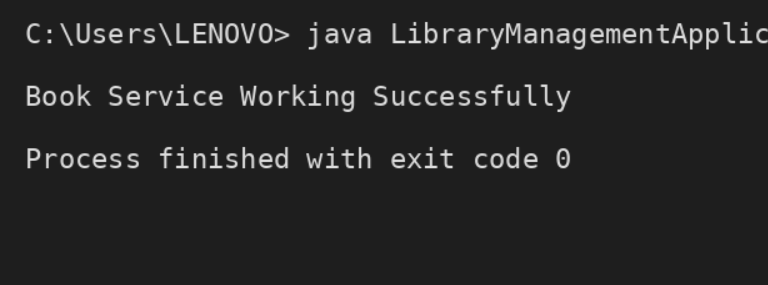 C:\Users\LENOVO> java LibraryManagementApplic
Book Service Working Successfully
Process finished with exit code 0